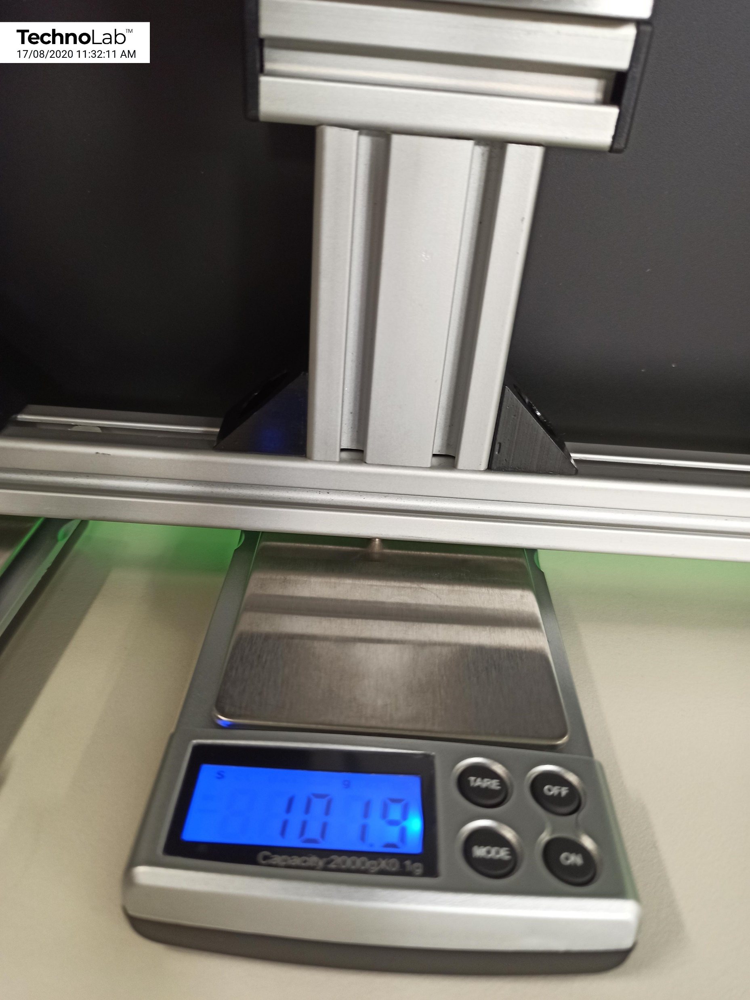 TechnoLab™
17/08/2020 11:32:11 AM
S
g
101.9
Capacity:2000gX0.1g
TARE
OFF
MODE
ON